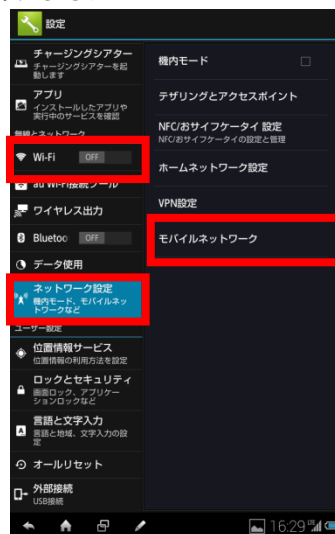 設定
チャージングシアター
チャージングシアターを起
動します
アプリ
インストールしたアプリや
実行中のサービスを確認
無線とネットワーク
Wi-Fi OFF
au Wi-Fi接続ツール
ワイヤレス出力
Bluetoo OFF
データ使用
ネットワーク設定
機内モード、モバイルネッ
トワークなど
ユーザー設定
位置情報サービス
位置情報の利用方法を設定
ロックとセキュリティ
画面ロック、アプリケー
ションロックなど
言語と文字入力
言語と地域、文字入力の設
定
オールリセット
外部接続
USB接続
機内モード
テザリングとアクセスポイント
NFC/おサイフケータイ 設定
NFC/おサイフケータイの設定と管理
ホームネットワーク設定
VPN設定
モバイルネットワーク
16:29